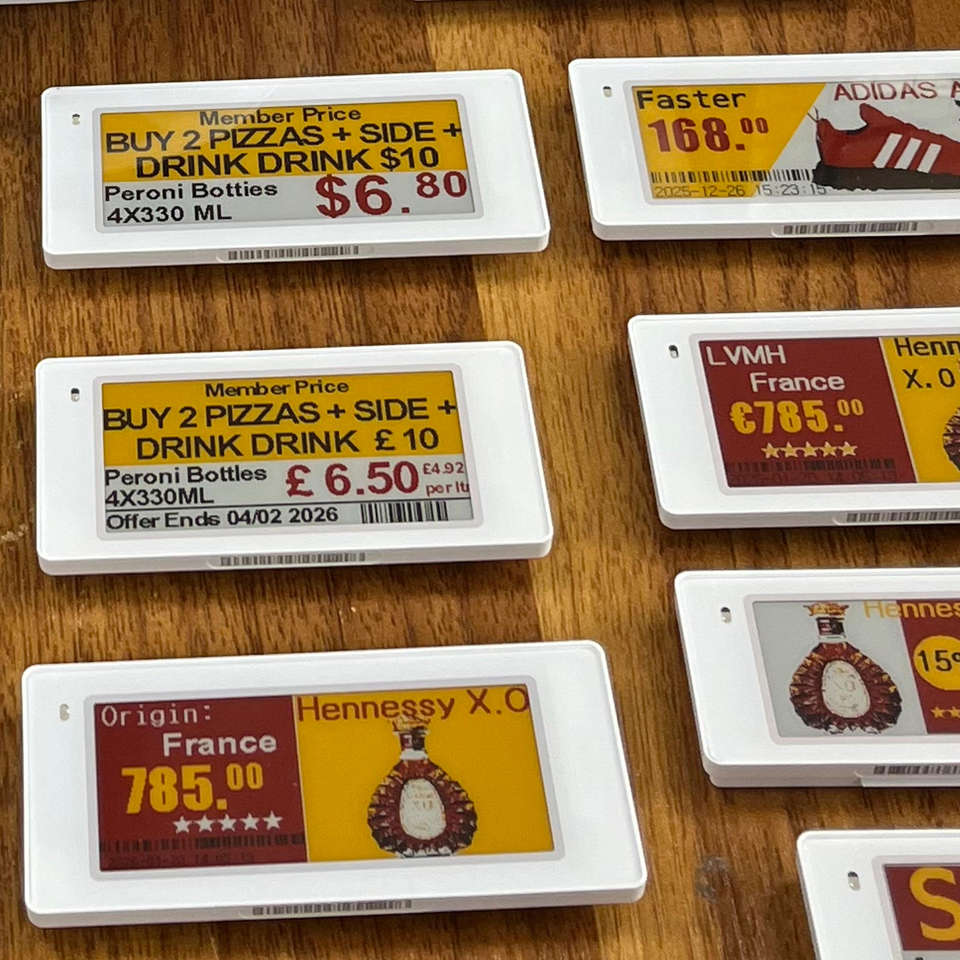 Member Price
BUY 2 PIZZAS + SIDE +
DRINK DRINK $10
Peroni Botties
4X330 ML
$6.80
Faster
168.00
2025-12-26 15:23:15
ADIDAS
Member Price
BUY 2 PIZZAS + SIDE +
DRINK DRINK £10
Peroni Bottles
4X330ML
£6.50
£4.92
per ltr
Offer Ends 04/02 2026
LVMH
France
€785.00
Henn
X.O
Origin:
France
785.00
Hennessy X.O
Hennes
15
S